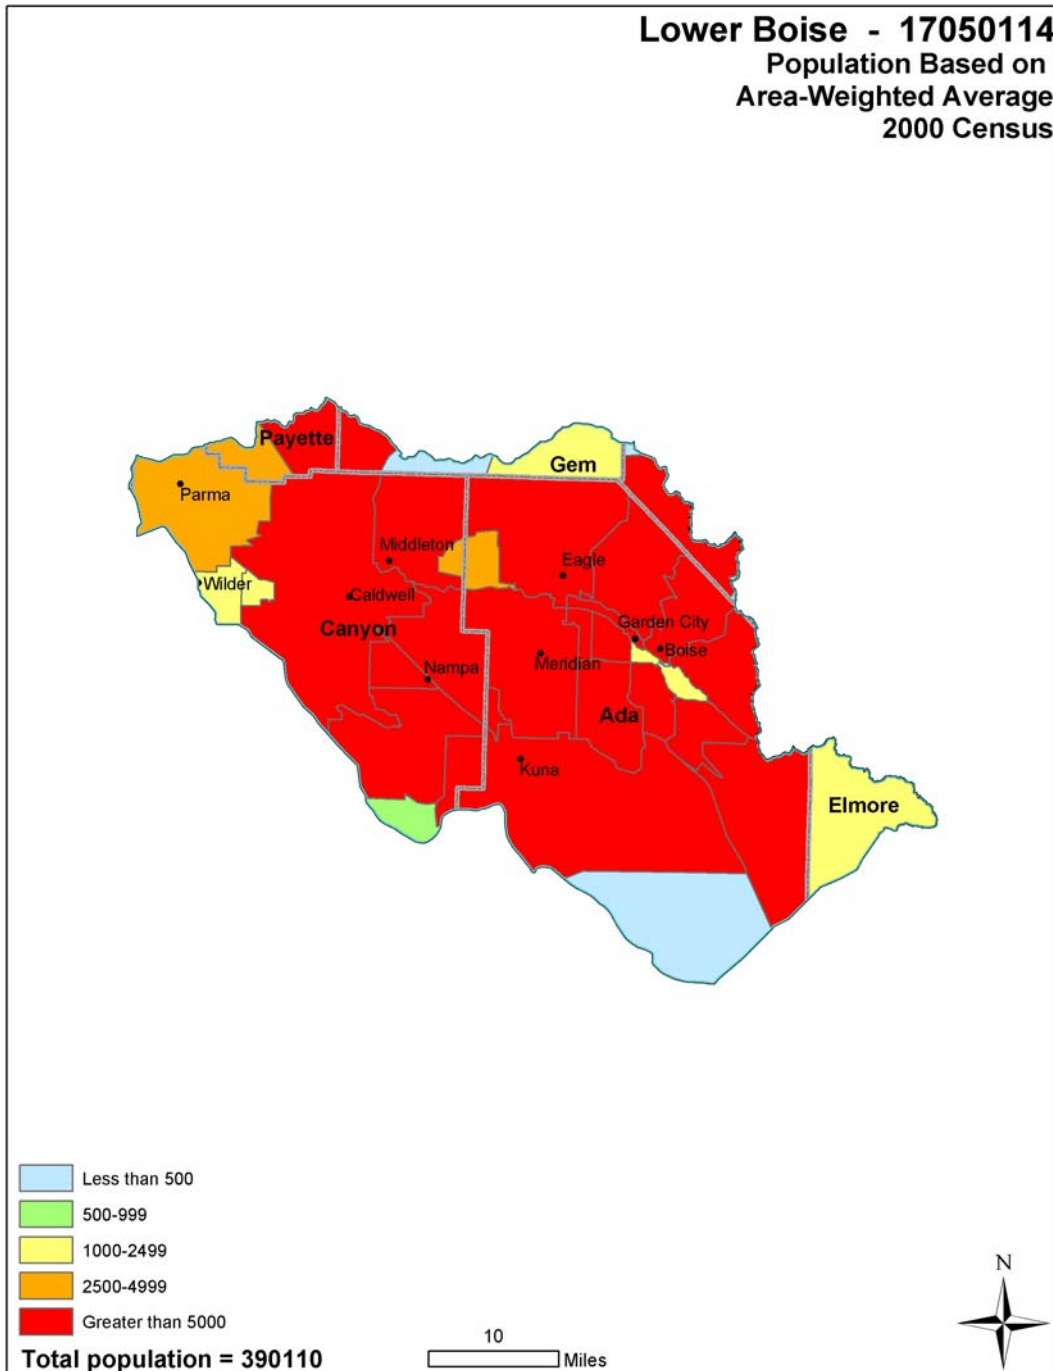 Lower Boise - 17050114
Population Based on
Area-Weighted Average
2000 Census
Payette
Gem
Parma
Middleton
Eagle
Wilder
Caldwell
Garden City
Canyon
Boise
Meridian
Nampa
Ada
Kuna
Elmore
Less than 500
500-999
1000-2499
2500-4999
Greater than 5000
N
10
Miles
Total population = 390110